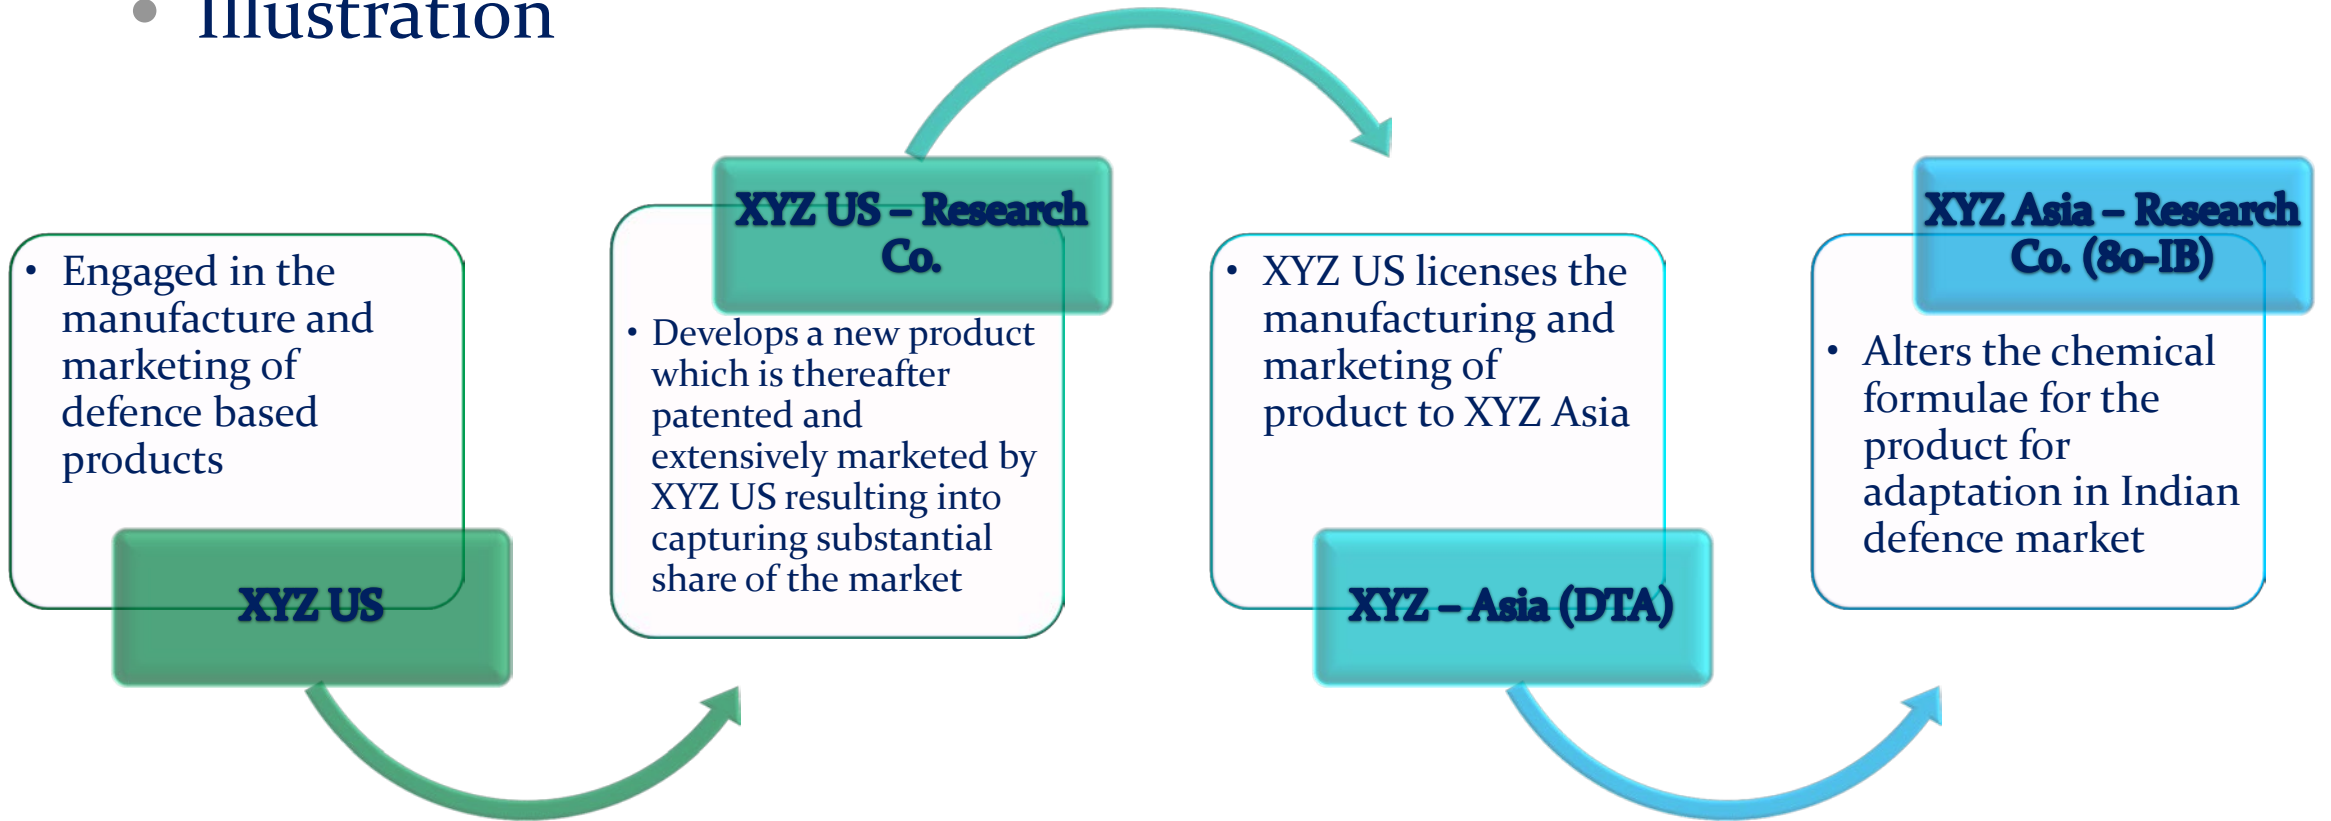 • Illustration
• Engaged in the
manufacture and
marketing of
defence based
products
XYZ US
XYZ US – Research
Co.
• Develops a new product
which is thereafter
patented and
extensively marketed by
XYZ US resulting into
capturing substantial
share of the market
• XYZ US licenses the
manufacturing and
marketing of
product to XYZ Asia
XYZ – Asia (DTA)
XYZ Asia – Research
Co. (80-IB)
• Alters the chemical
formulae for the
product for
adaptation in Indian
defence market